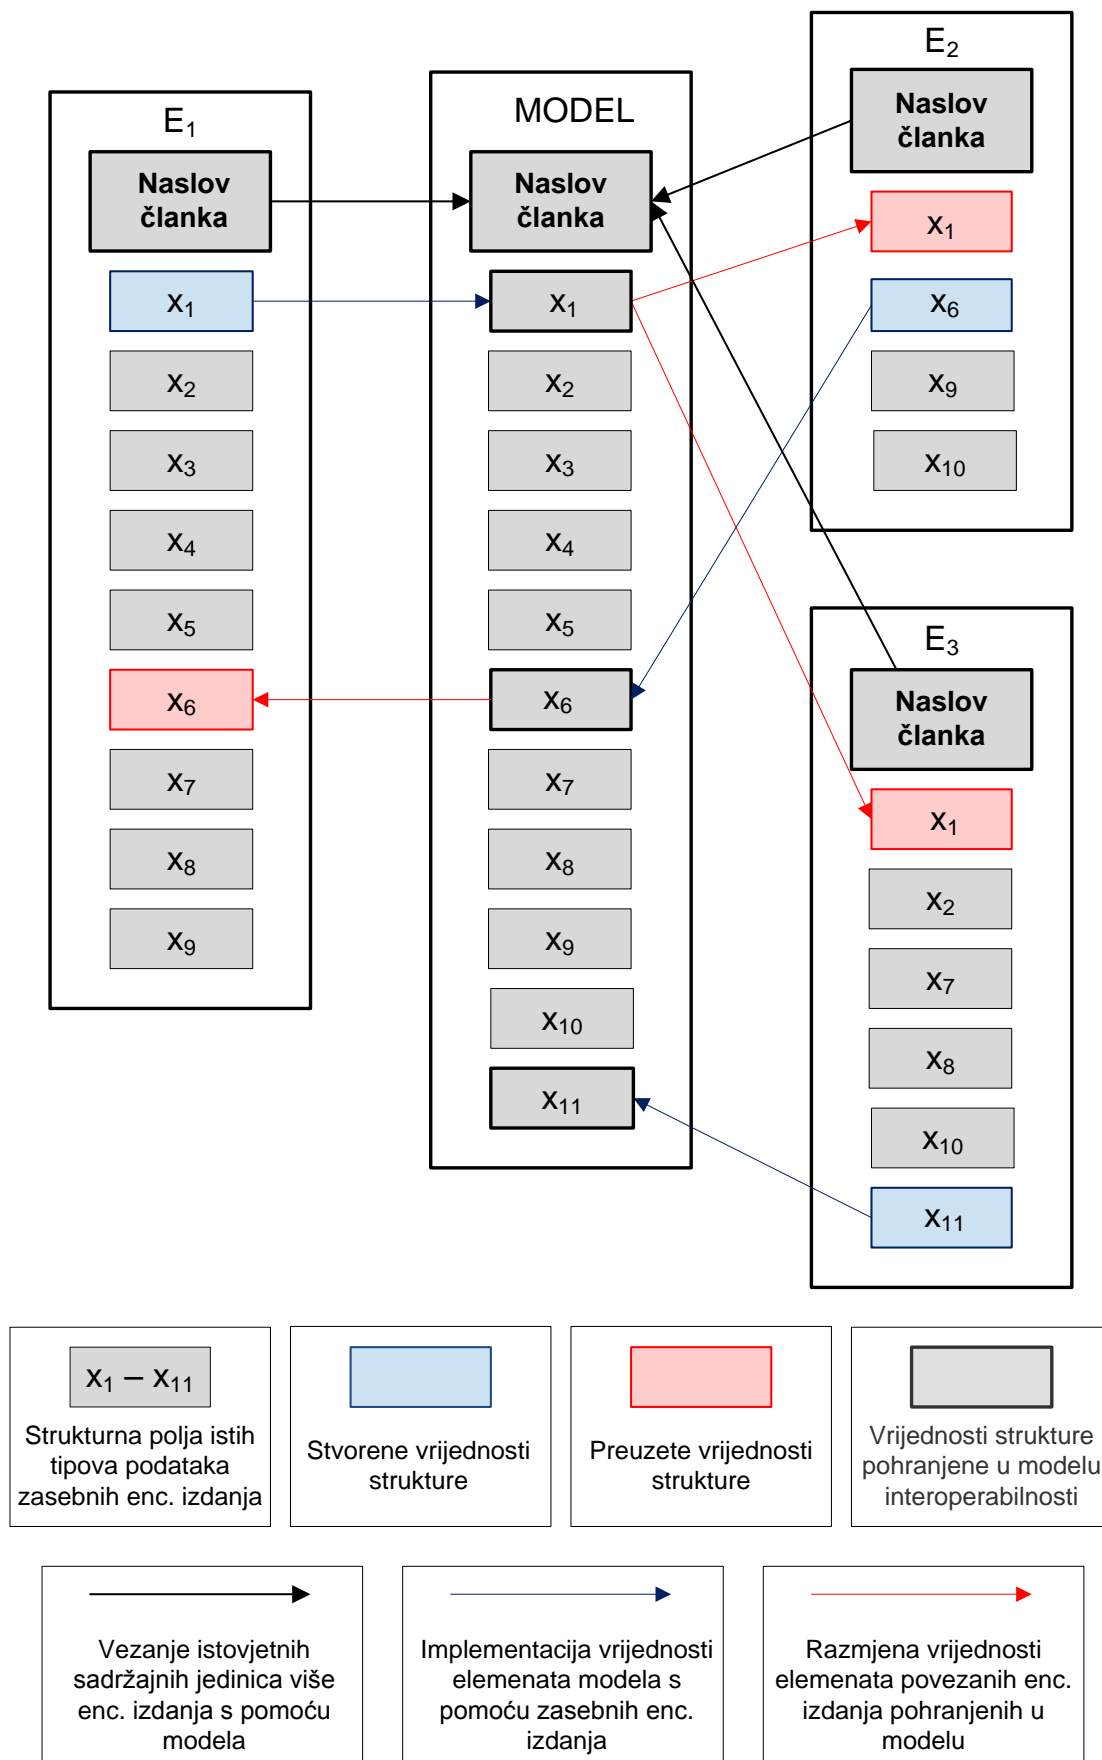 E₁
Naslov
članka
x₁
x₂
x₃
x₄
x₅
x₆
x₇
x₈
x₉
MODEL
Naslov
članka
x₁
x₂
x₃
x₄
x₅
x₆
x₇
x₈
x₉
x₁₀
x₁₁
E₂
Naslov
članka
x₁
x₆
x₉
x₁₀
E₃
Naslov
članka
x₁
x₂
x₇
x₈
x₁₀
x₁₁
x₁ – x₁₁
Strukturna polja istih
tipova podataka
zasebnih enc. izdanja
Stvorene vrijednosti
strukture
Preuzete vrijednosti
strukture
Vrijednosti strukture
pohranjene u modelu
interoperabilnosti
Vezanje istovjetnih
sadržajnih jedinica više
enc. izdanja s pomoću
modela
Implementacija vrijednosti
elemenata modela s
pomoću zasebnih enc.
izdanja
Razmjena vrijednosti
elemenata povezanih enc.
izdanja pohranjenih u
modelu